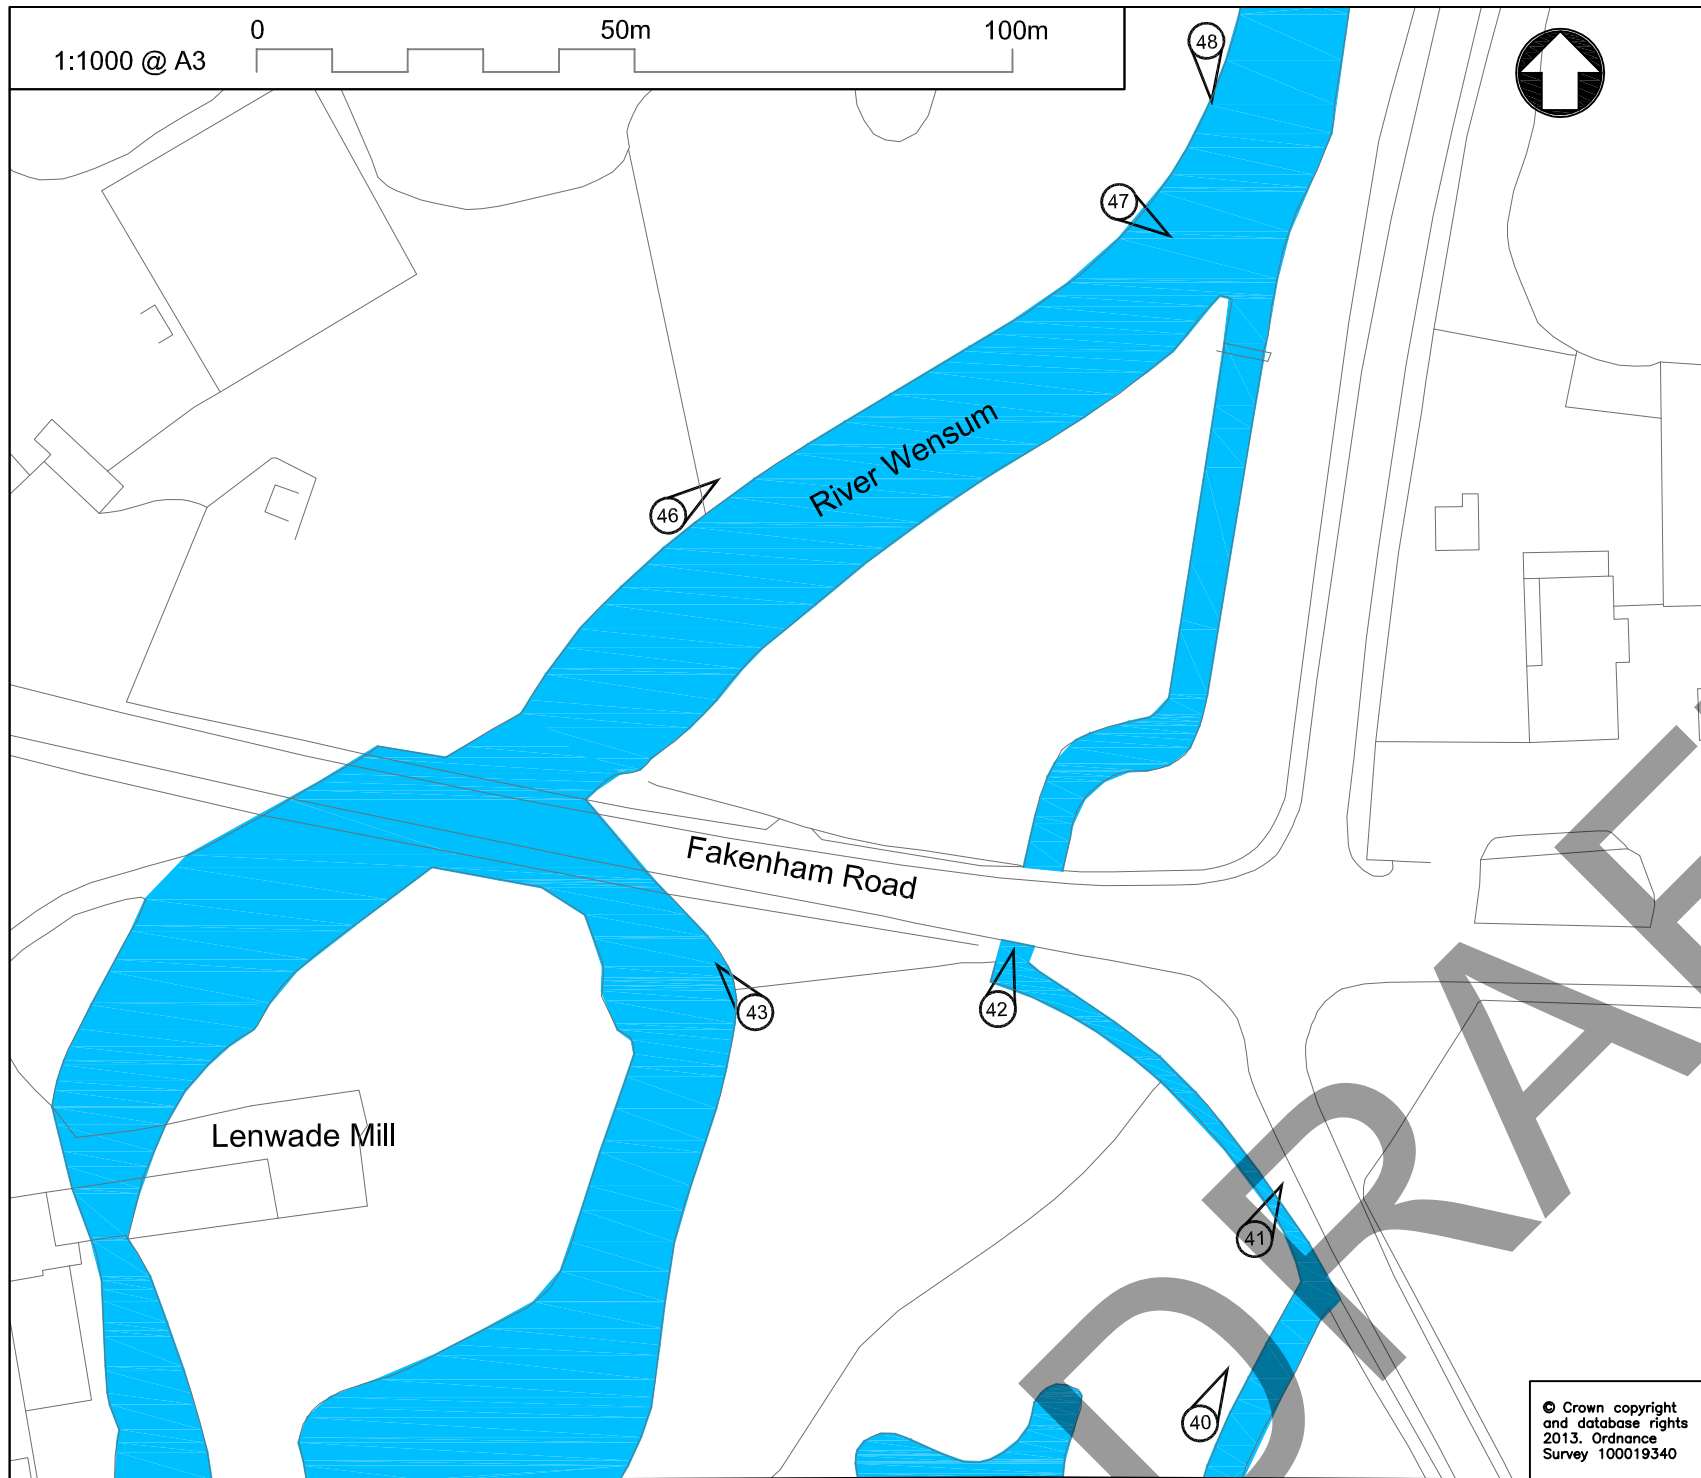 0 50m 100m
1:1000 @ A3
48
47
River Wensum
46
Fakenham Road
43
42
Lenwade Mill
41
40
DRAFT
© Crown copyright
and database rights
2013. Ordnance
Survey 100019340